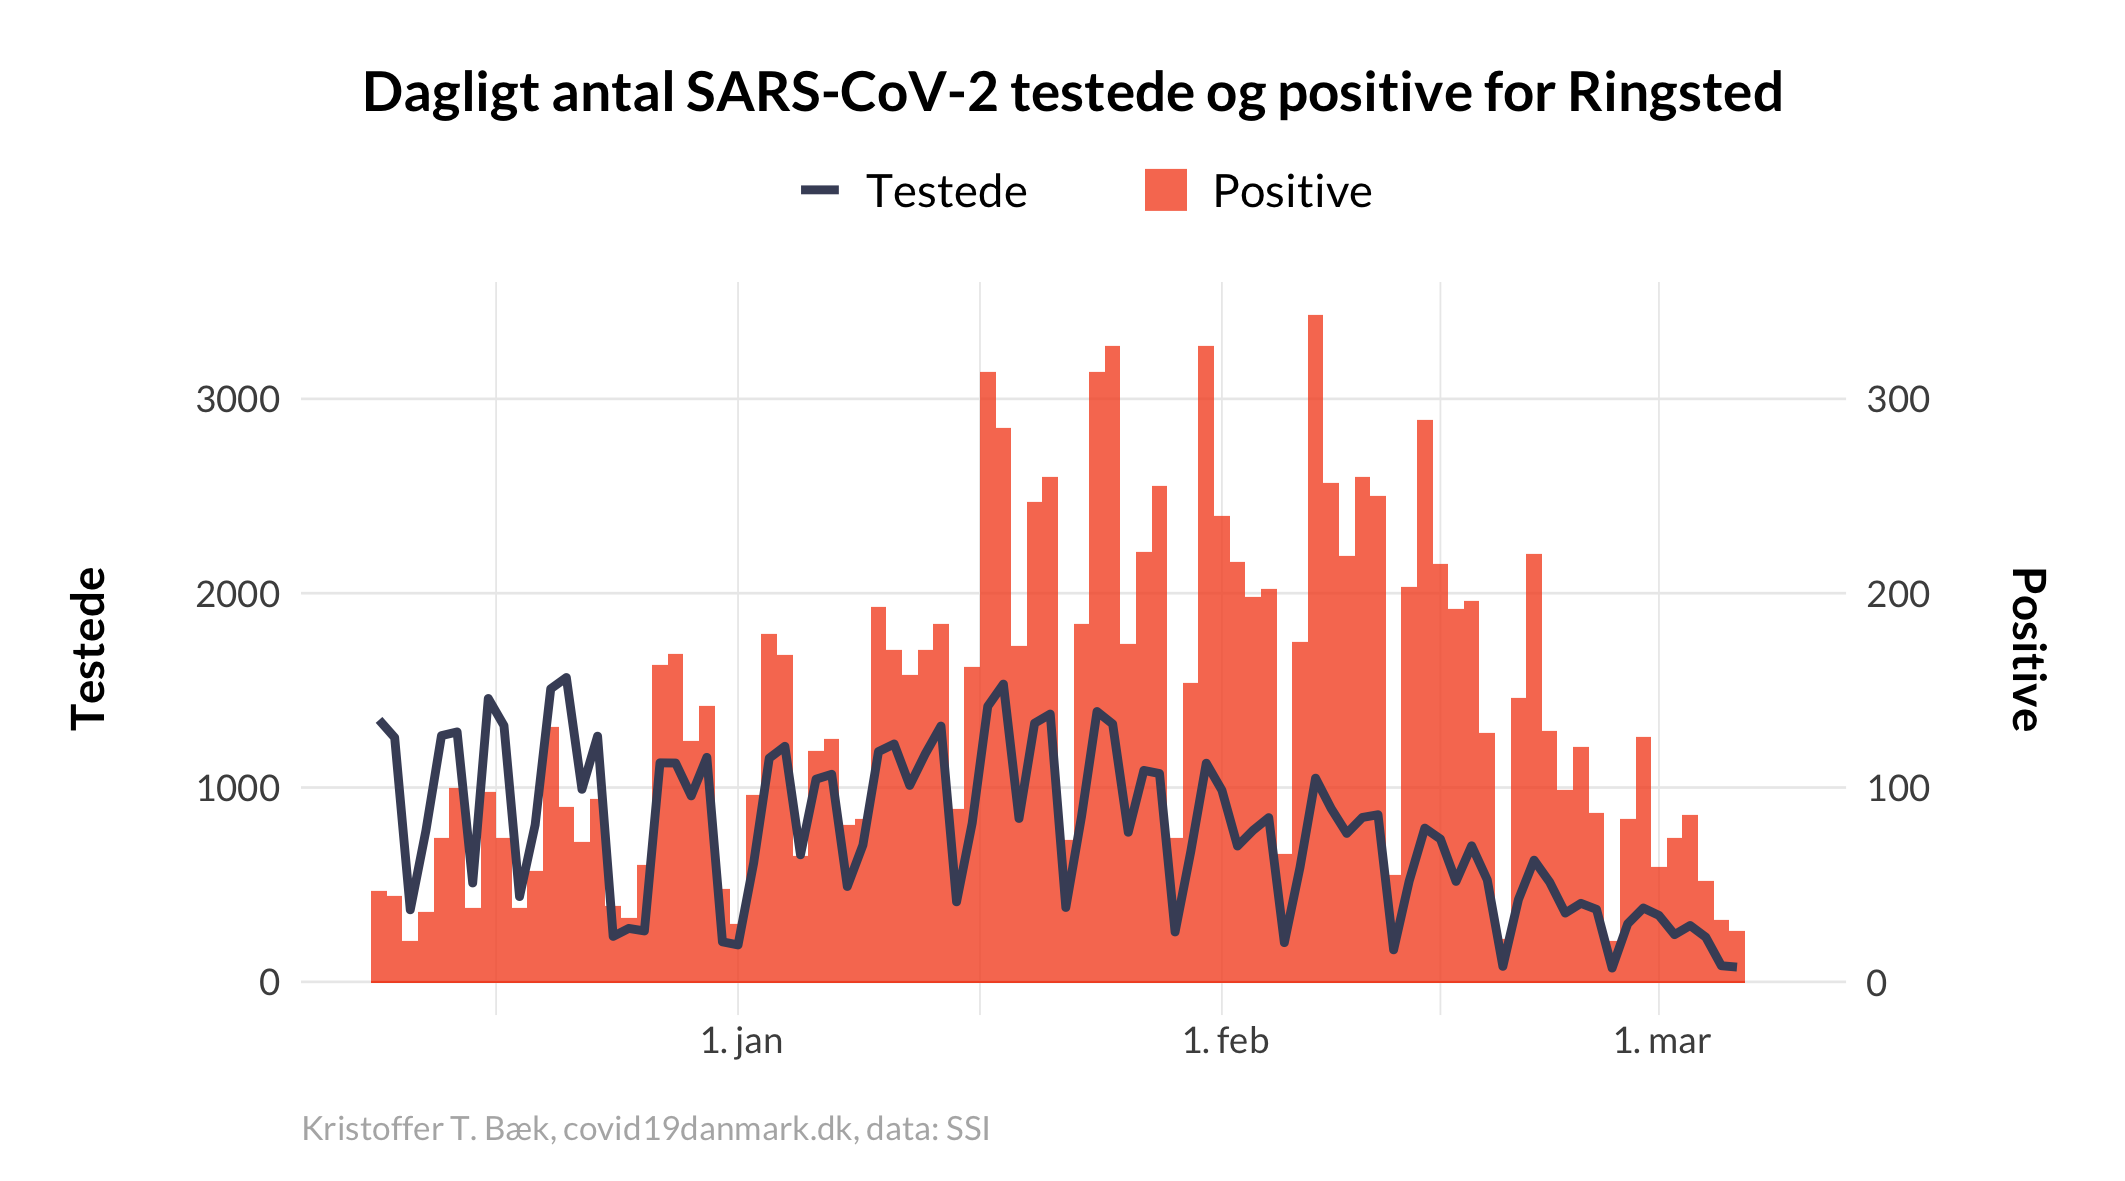 Dagligt antal SARS-CoV-2 testede og positive for Ringsted
Testede
Positive
Testede
3000
2000
1000
0
300
200
100
0
Positive
1. jan
1. feb
1. mar
Kristoffer T. Bæk, covid19danmark.dk, data: SSI